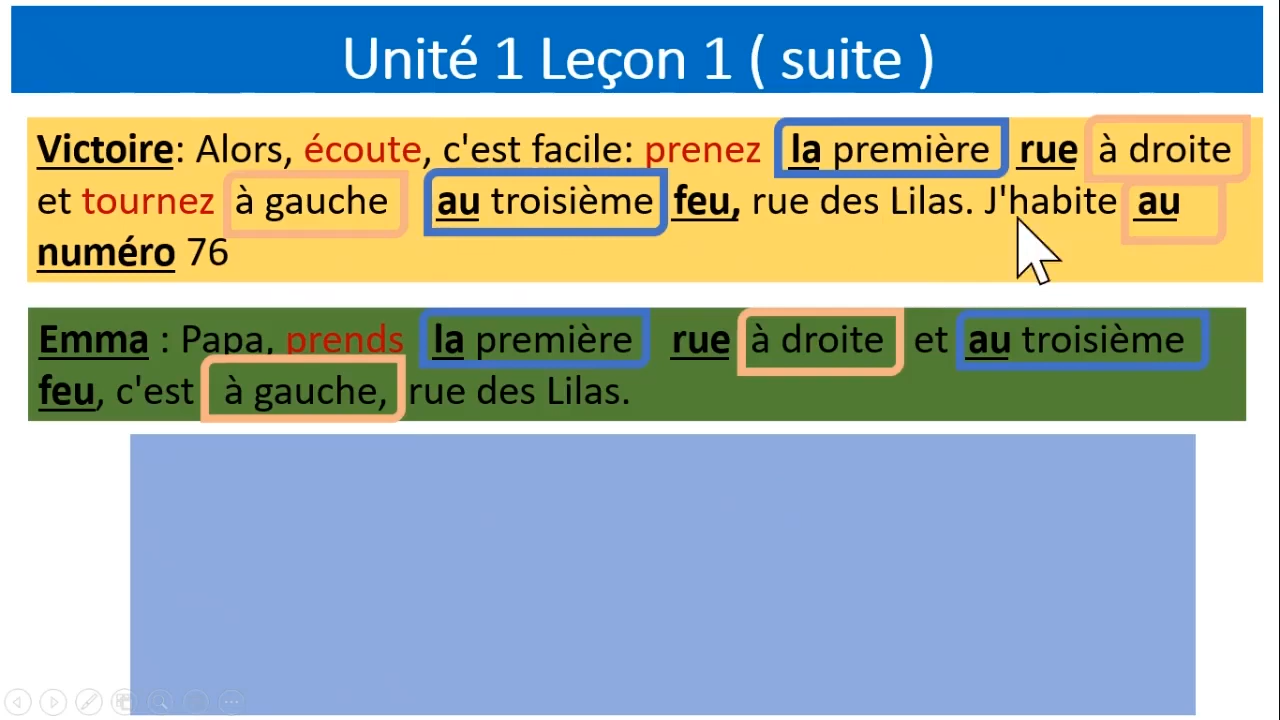 Unité 1 Leçon 1 ( suite )
Victoire: Alors, écoute, c'est facile: prenez la première rue à droite
et tournez à gauche au troisième feu, rue des Lilas. J'habite au
numéro 76
Emma : Papa, prends la première rue à droite et au troisième
feu, c'est à gauche, rue des Lilas.